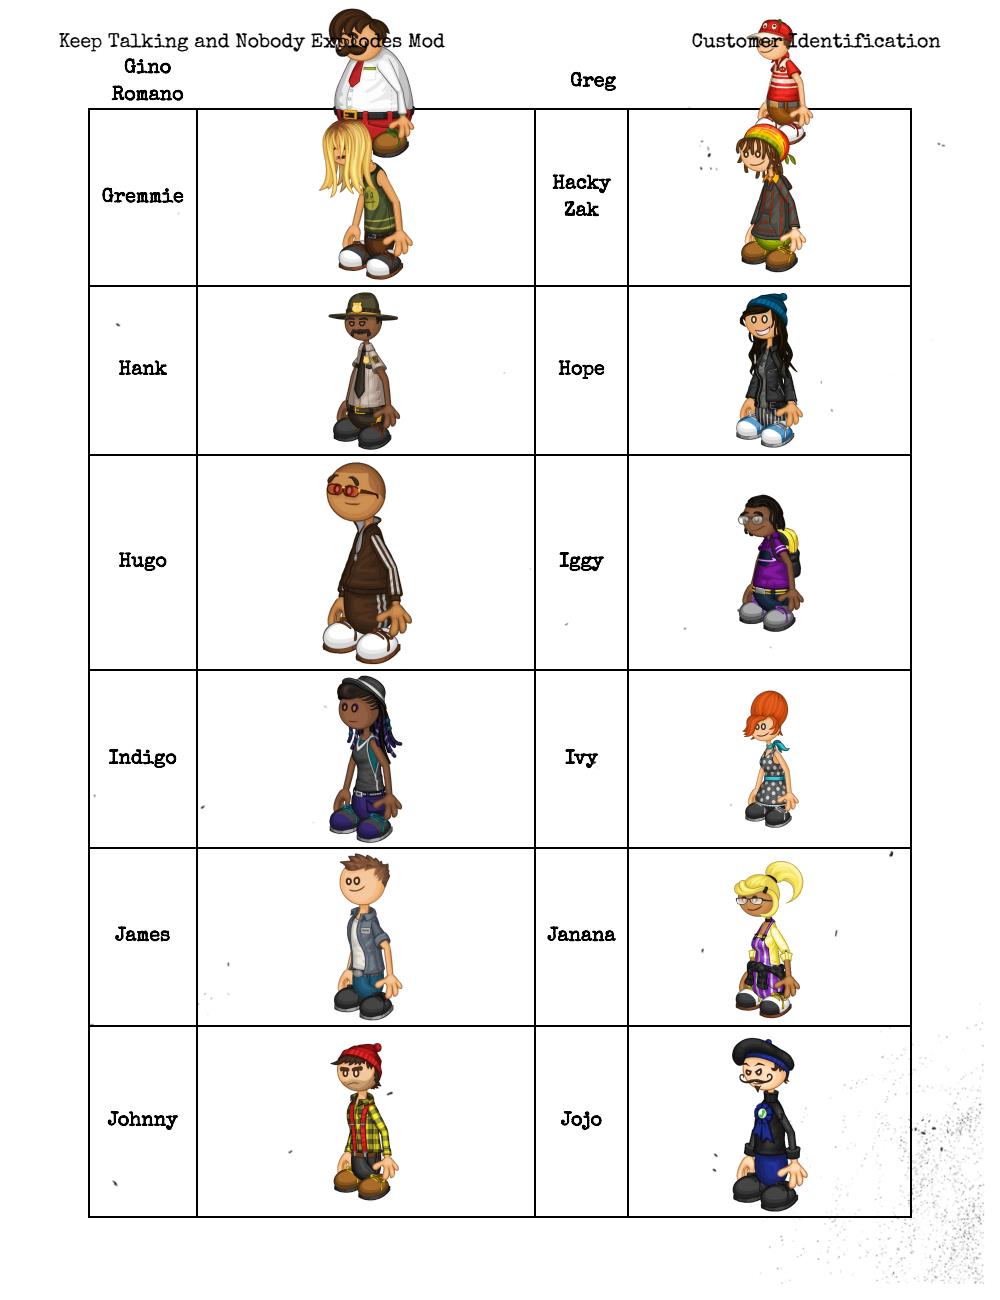 Keep Talking and Nobody Explodes Mod
Customer Identification
Gino
Romano
Greg
Gremmie
Hacky
Zak
Hank
Hope
Hugo
Iggy
Indigo
Ivy
James
Janana
Johnny
Jojo